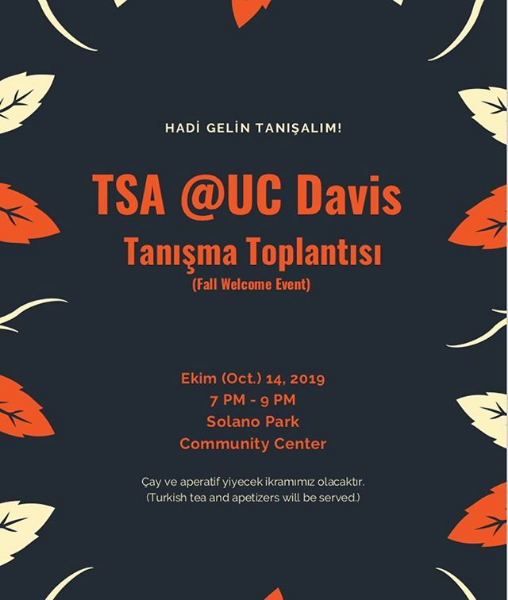 HADİ GELİN TANIŞALIM!
TSA @UC Davis
Tanışma Toplantısı
(Fall Welcome Event)
Ekim (Oct.) 14, 2019
7 PM - 9 PM
Solano Park
Community Center
Çay ve aperatif yiyecek ikramımız olacaktır.
(Turkish tea and apetizers will be served.)